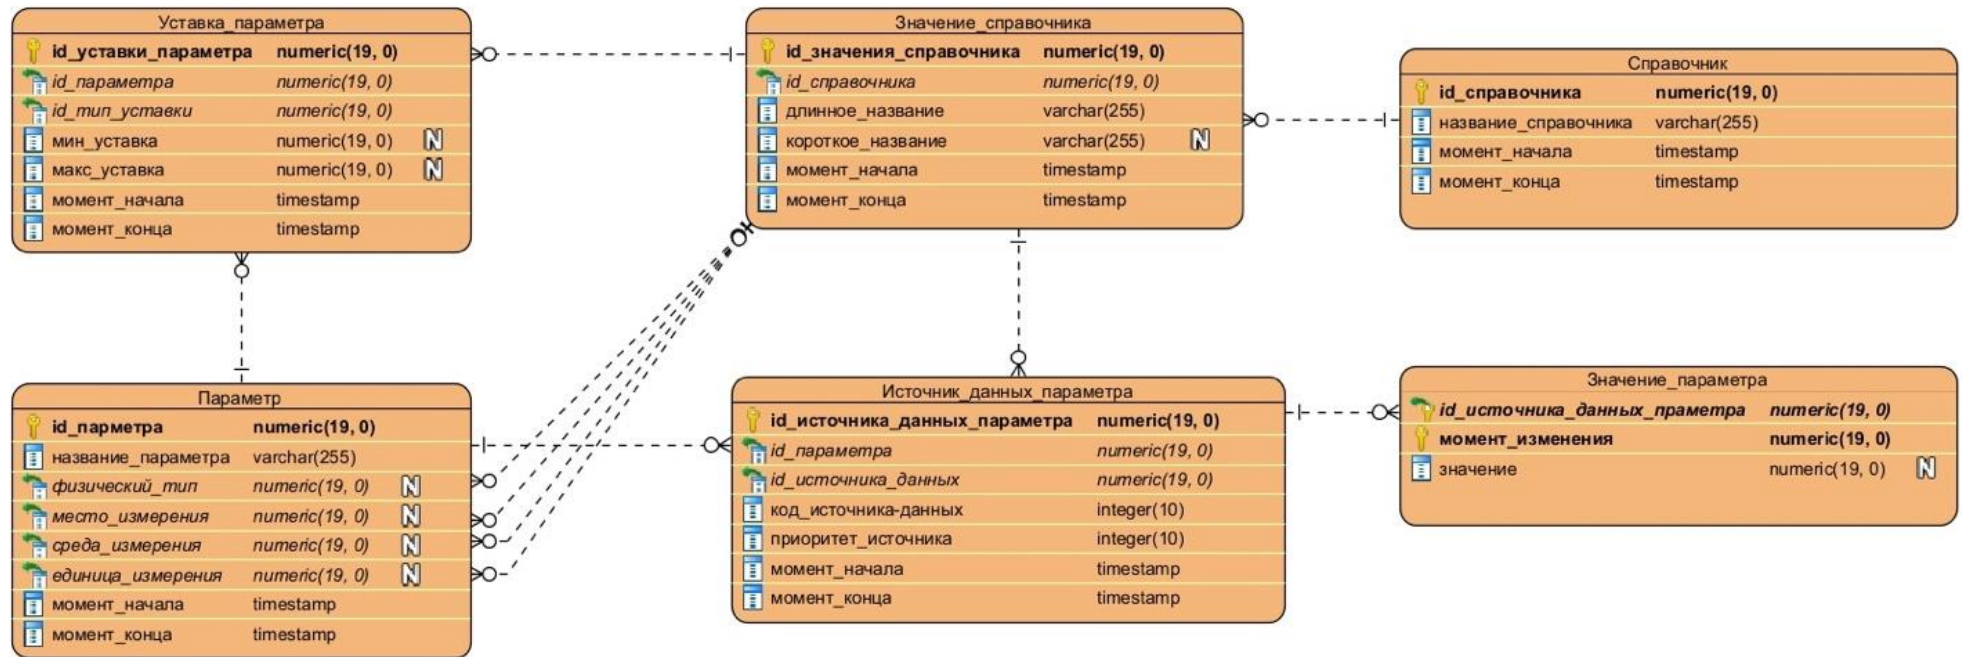 Уставка_параметра
id_уставки_параметра numeric(19, 0)
id_параметра numeric(19, 0)
id_тип_уставки numeric(19, 0)
мин_уставка numeric(19, 0) N
макс_уставка numeric(19, 0) N
момент_начала timestamp
момент_конца timestamp
Значение_справочника
id_значения_справочника numeric(19, 0)
id_справочника numeric(19, 0)
длинное_название varchar(255)
короткое_название varchar(255) N
момент_начала timestamp
момент_конца timestamp
Справочник
id_справочника numeric(19, 0)
название_справочника varchar(255)
момент_начала timestamp
момент_конца timestamp
Параметр
id_парметра numeric(19, 0)
название_параметра varchar(255)
физический_тип numeric(19, 0) N
место_измерения numeric(19, 0) N
среда_измерения numeric(19, 0) N
единица_измерения numeric(19, 0) N
момент_начала timestamp
момент_конца timestamp
Источник_данных_параметра
id_источника_данных_параметра numeric(19, 0)
id_параметра numeric(19, 0)
id_источника_данных numeric(19, 0)
код_источника-данных integer(10)
приоритет_источника integer(10)
момент_начала timestamp
момент_конца timestamp
Значение_параметра
id_источника_данных_праметра numeric(19, 0)
момент_изменения numeric(19, 0)
значение numeric(19, 0) N